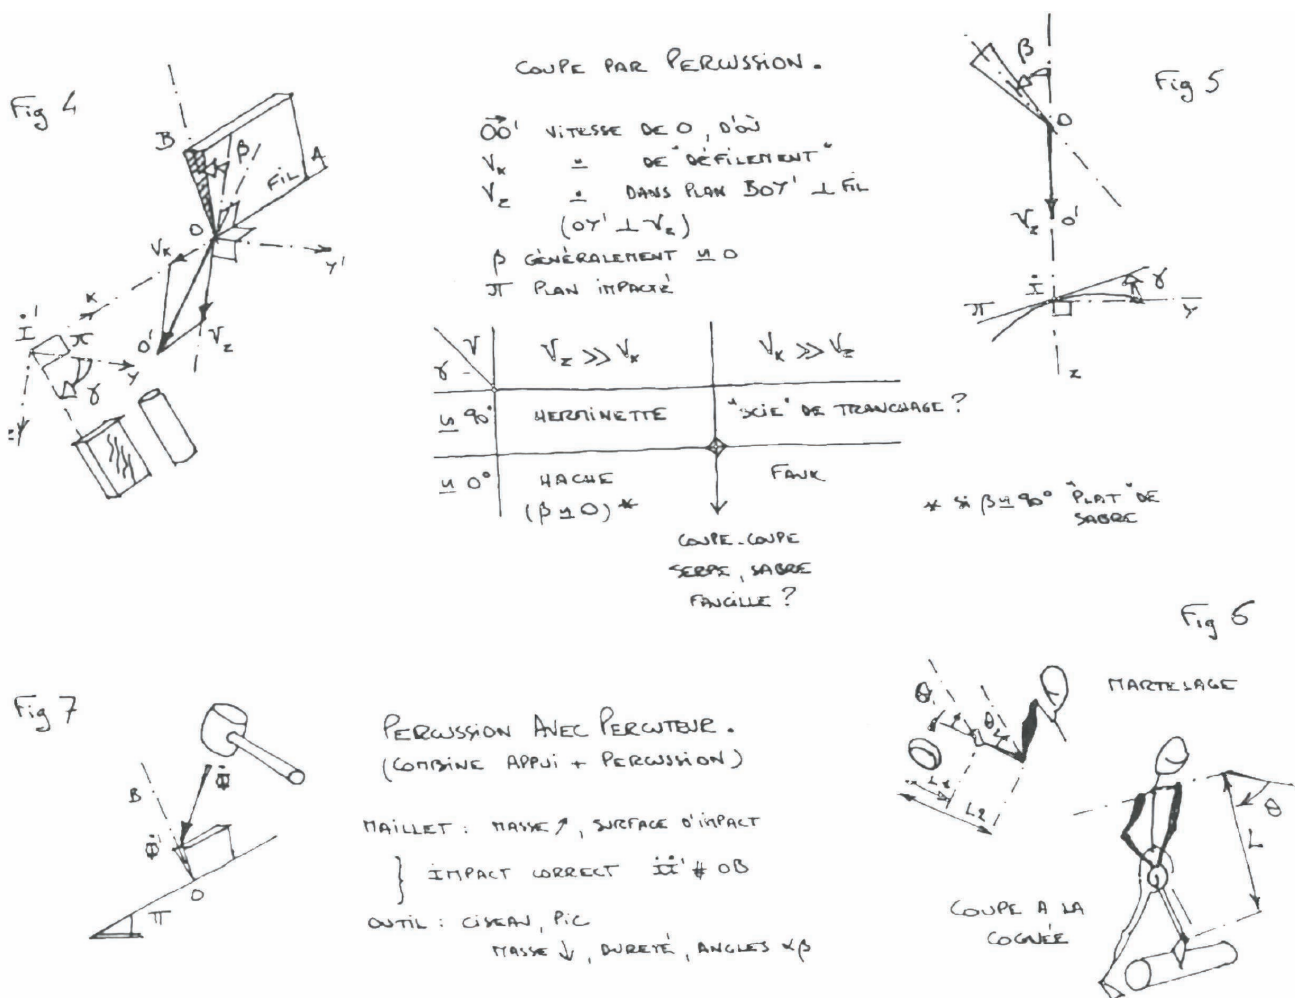 Fig 4
B
β
A
FIL
O
Vx
Y'
x
I'
π
O'
Vz
y
γ
z
COUPE PAR PERCUSSION.
OO' VITESSE DE O, D'OÙ
Vx " DE "DÉFILEMENT"
Vz " DANS PLAN BOY' ⊥ FIL
(OY' ⊥ Vz)
β GÉNÉRALEMENT ≃ 0
π PLAN IMPACTÉ
Fig 5
β
O
Vz O'
π I γ
y
z
V Vz >> Vx Vx >> Vz
γ
≃ 90° HERMINETTE "SCIE" DE TRANCHAGE ?
≃ 0° HACHE FAUX
(β ≃ 0) *
COUPE-COUPE
SERPE, SABRE
FAUCILLE ?
* si β ≃ 90° "PLAT" DE
SABRE
Fig 6
MARTELAGE
θ θ2
L1
L2
θ
L
COUPE A LA
COGNÉE
Fig 7
B
O
π
PERCUSSION AVEC PERCUTEUR.
(COMBINE APPUI + PERCUSSION)
MAILLET : MASSE ↗, SURFACE D'IMPACT
} IMPACT CORRECT II' # OB
OUTIL : CISEAU, PIC
MASSE ↓, DURETÉ, ANGLES αβ